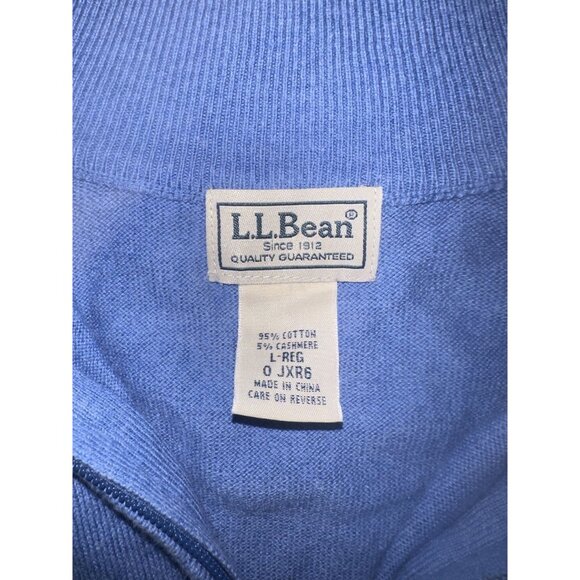 L.L.Bean®
Since 1912
QUALITY GUARANTEED
95% COTTON
5% CASHMERE
L-REG
0 JXR6
MADE IN CHINA
CARE ON REVERSE